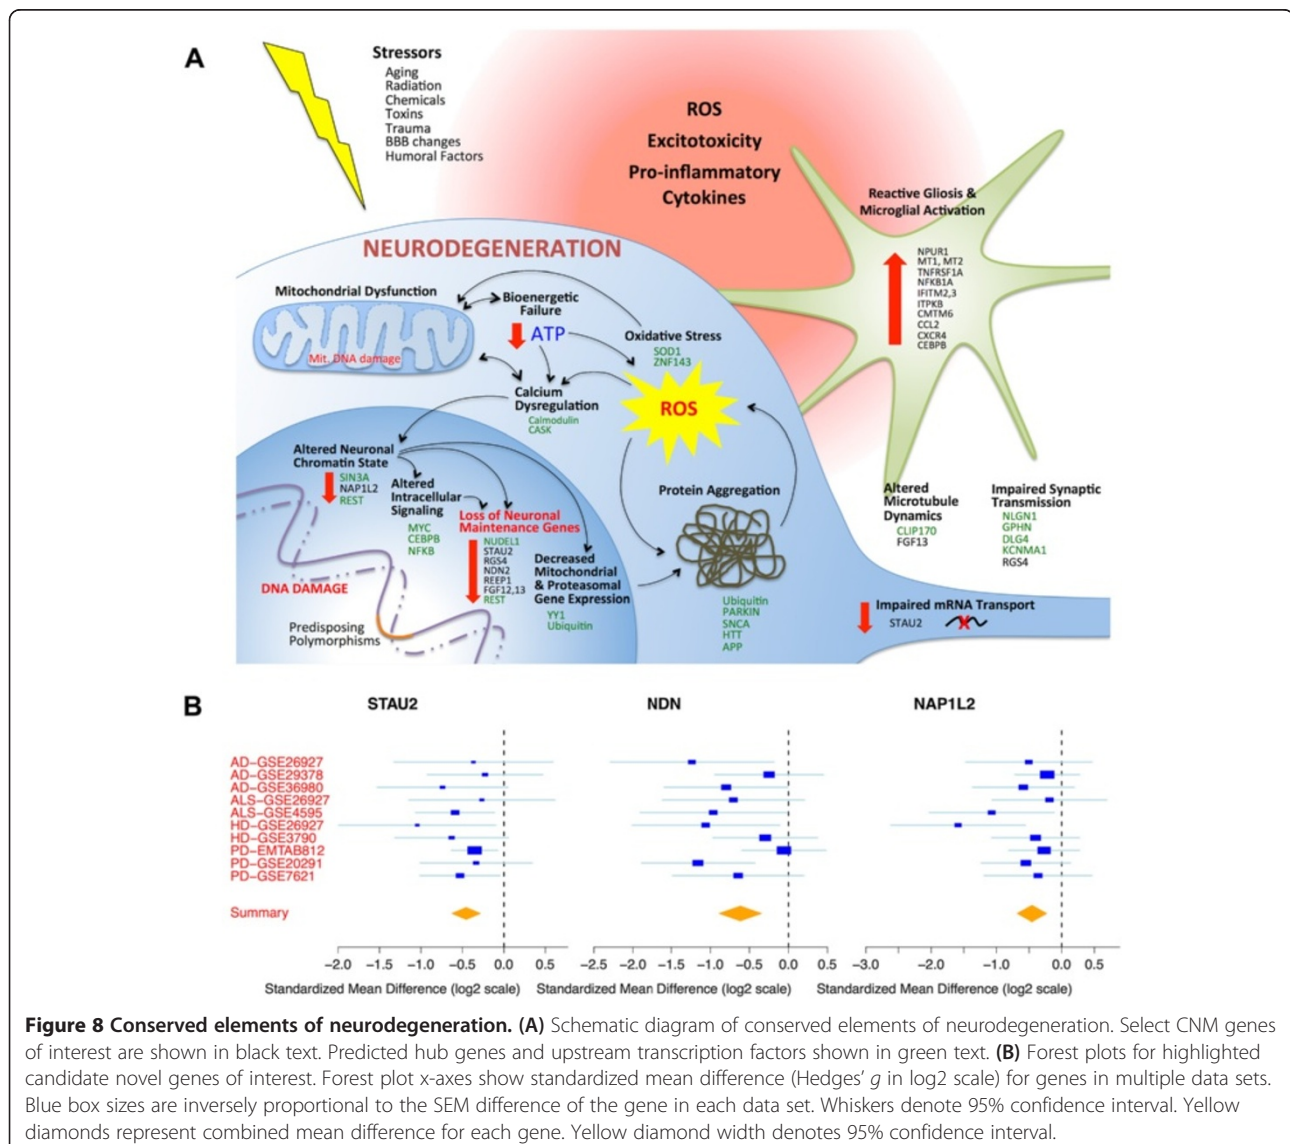 A
Stressors
Aging
Radiation
Chemicals
Toxins
Trauma
BBB changes
Humoral Factors
ROS
Excitotoxicity
Pro-inflammatory
Cytokines
Reactive Gliosis &
Microglial Activation
NPUR1
MT1, MT2
TNFRSF1A
NFKB1A
IFITM2,3
ITPKB
CMTM6
CCL2
CXCR4
CEBPB
NEURODEGENERATION
Mitochondrial Dysfunction
Mit. DNA damage
Bioenergetic
Failure
ATP
Oxidative Stress
SOD1
ZNF143
ROS
Calcium
Dysregulation
Calmodulin
CASK
Altered Neuronal
Chromatin State
SIN3A
NAP1L2
REST
Altered
Intracellular
Signaling
MYC
CEBPB
NFKB
Loss of Neuronal
Maintenance Genes
NUDEL1
STAU2
RGS4
NDN2
REEP1
FGF12,13
REST
Decreased
Mitochondrial
& Proteasomal
Gene Expression
YY1
Ubiquitin
DNA DAMAGE
Predisposing
Polymorphisms
Protein Aggregation
Ubiquitin
PARKIN
SNCA
HTT
APP
Altered
Microtubule
Dynamics
CLIP170
FGF13
Impaired Synaptic
Transmission
NLGN1
GPHN
DLG4
KCNMA1
RGS4
Impaired mRNA Transport
STAU2
X
B
STAU2 NDN NAP1L2
AD-GSE26927
AD-GSE29378
AD-GSE36980
ALS-GSE26927
ALS-GSE4595
HD-GSE26927
HD-GSE3790
PD-EMTAB812
PD-GSE20291
PD-GSE7621
Summary
-2.0 -1.5 -1.0 -0.5 0.0 0.5
-2.5 -2.0 -1.5 -1.0 -0.5 0.0 0.5
-3.0 -2.0 -1.0 0.0 0.5
Standardized Mean Difference (log2 scale)
Standardized Mean Difference (log2 scale)
Standardized Mean Difference (log2 scale)
Figure 8 Conserved elements of neurodegeneration. (A) Schematic diagram of conserved elements of neurodegeneration. Select CNM genes
of interest are shown in black text. Predicted hub genes and upstream transcription factors shown in green text. (B) Forest plots for highlighted
candidate novel genes of interest. Forest plot x-axes show standardized mean difference (Hedges' g in log2 scale) for genes in multiple data sets.
Blue box sizes are inversely proportional to the SEM difference of the gene in each data set. Whiskers denote 95% confidence interval. Yellow
diamonds represent combined mean difference for each gene. Yellow diamond width denotes 95% confidence interval.